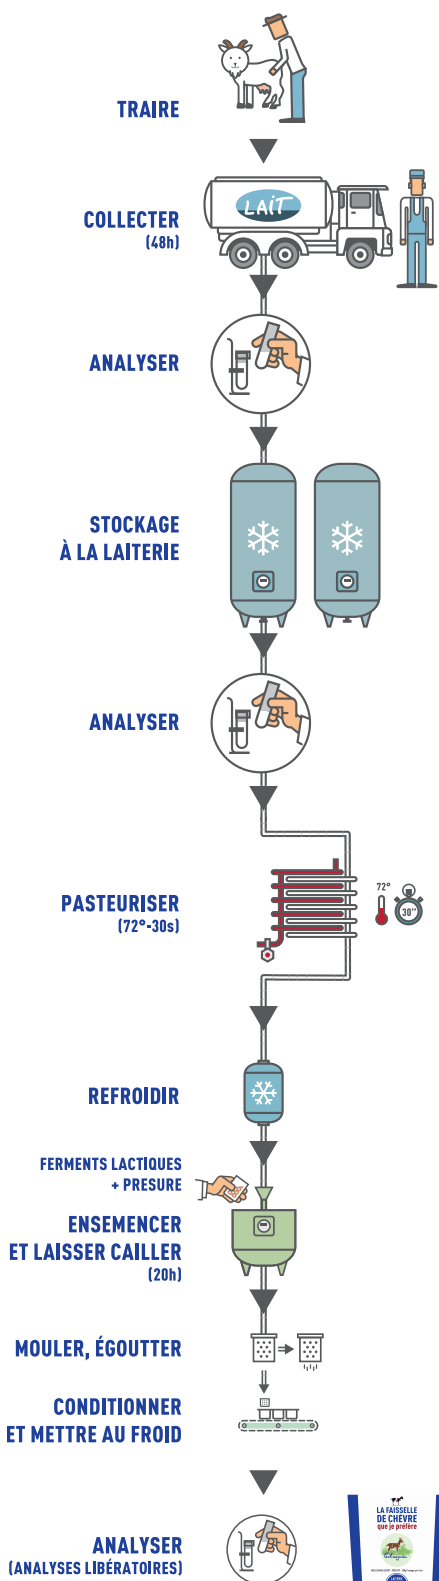 TRAIRE
LAIT
COLLECTER
(48h)
ANALYSER
STOCKAGE
À LA LAITERIE
ANALYSER
PASTEURISER
(72°-30s)
72°
30’’
REFROIDIR
FERMENTS LACTIQUES
+ PRESURE
ENSEMENCER
ET LAISSER CAILLER
(20h)
MOULER, ÉGOUTTER
CONDITIONNER
ET METTRE AU FROID
ANALYSER
(ANALYSES LIBÉRATOIRES)
LA FAISSELLE
DE CHÈVRE
que je préfère